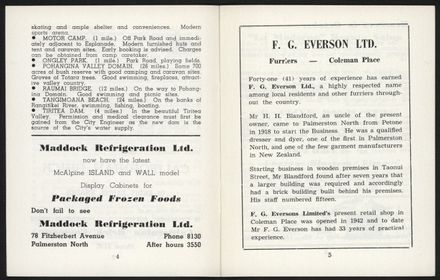 skating and ample shelter and conveniences. Modern
sports arena.
● MOTOR CAMP. (1 mile.) Off Park Road and immedi-
ately adjacent to Esplanade. Modern furnished huts and
tent and caravan sites. Early booking is advised. Charges
can be obtained from camp caretaker.
● ONGLEY PARK. (1 mile.) Park Road, playing fields.
● POHANGINA VALLEY DOMAIN. (26 miles.) Some 700
acres of bush reserve with good camping and caravan sites.
Groves of Totara trees. Good swimming, fireplaces, attract-
ive valley country.
● RAUMAI BRIDGE. (12 miles.) On the way to Pohang-
ina Domain. Good swimming and picnic sites.
● TANGIMOANA BEACH. (24 miles.) On the banks of
Rangitikei River, swimming, fishing, boating.
● TIRITEA DAM. (4 miles.) In the beautiful Tiritea
Valley. Permission and medical clearance must first be
gained from the City Engineer as the new dam is the
source of the City's water supply.
Maddock Refrigeration Ltd.
now have the latest
McAlpine ISLAND and WALL model
Display Cabinets for
Packaged Frozen Foods
Don't fail to see
Maddock Refrigeration Ltd.
78 Fitzherbert Avenue Phone 8130
Palmerston North After hours 3550
4
F. G. EVERSON LTD.
Furriers — Coleman Place
Forty-one (41) years of experience has earned
F. G. Everson Ltd., a highly respected name
among local residents and other furriers through-
out the country.
Mr H. H. Blandford, an uncle of the present
owner, came to Palmerston North from Petone
in 1918 to start the Business. He was a qualified
dresser and dyer, one of the first in Palmerston
North, and one of the few garment manufacturers
in New Zealand.
Starting business in wooden premises in Taonui
Street, Mr Blandford found after seven years that
a larger building was required and accordingly
had a brick building built behind his premises.
His staff numbered fifteen.
F. G. Eversons Limited's present retail shop in
Coleman Place was opened in 1942 and to date
Mr F. G. Everson has had 33 years of practical
experience.
5